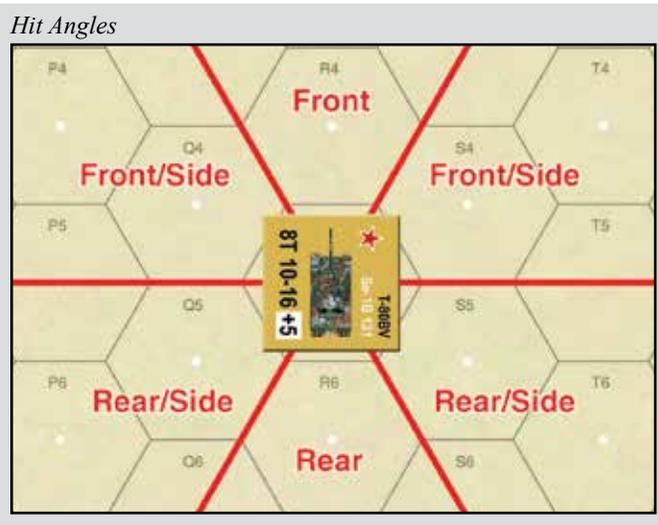 Hit Angles
P4
R4
T4
Front
Q4
S4
Front/Side
Front/Side
P5
T5
8T 10-16 +5
T-80BV
Q5
S5
P6
R6
T6
Rear/Side
Rear/Side
Q6
Rear
S6